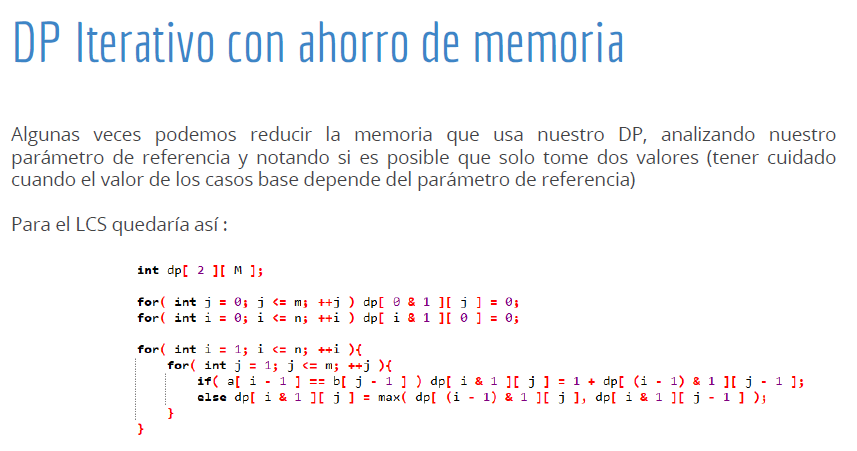 DP Iterativo con ahorro de memoria
Algunas veces podemos reducir la memoria que usa nuestro DP, analizando nuestro
parámetro de referencia y notando si es posible que solo tome dos valores (tener cuidado
cuando el valor de los casos base depende del parámetro de referencia)
Para el LCS quedaría así :
int dp[ 2 ][ M ];
for( int j = 0; j <= m; ++j ) dp[ 0 & 1 ][ j ] = 0;
for( int i = 0; i <= n; ++i ) dp[ i & 1 ][ 0 ] = 0;
for( int i = 1; i <= n; ++i ){
for( int j = 1; j <= m; ++j ){
if( a[ i - 1 ] == b[ j - 1 ] ) dp[ i & 1 ][ j ] = 1 + dp[ (i - 1) & 1 ][ j - 1 ];
else dp[ i & 1 ][ j ] = max( dp[ (i - 1) & 1 ][ j ], dp[ i & 1 ][ j - 1 ] );
}
}